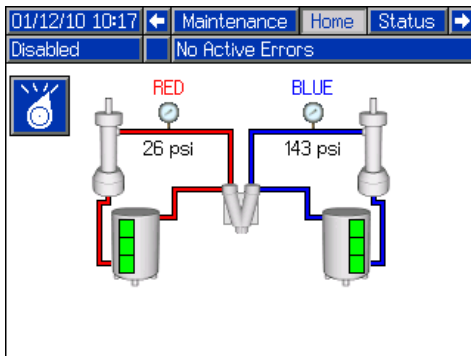 01/12/10 10:17 Maintenance Home Status
Disabled No Active Errors
RED BLUE
26 psi 143 psi